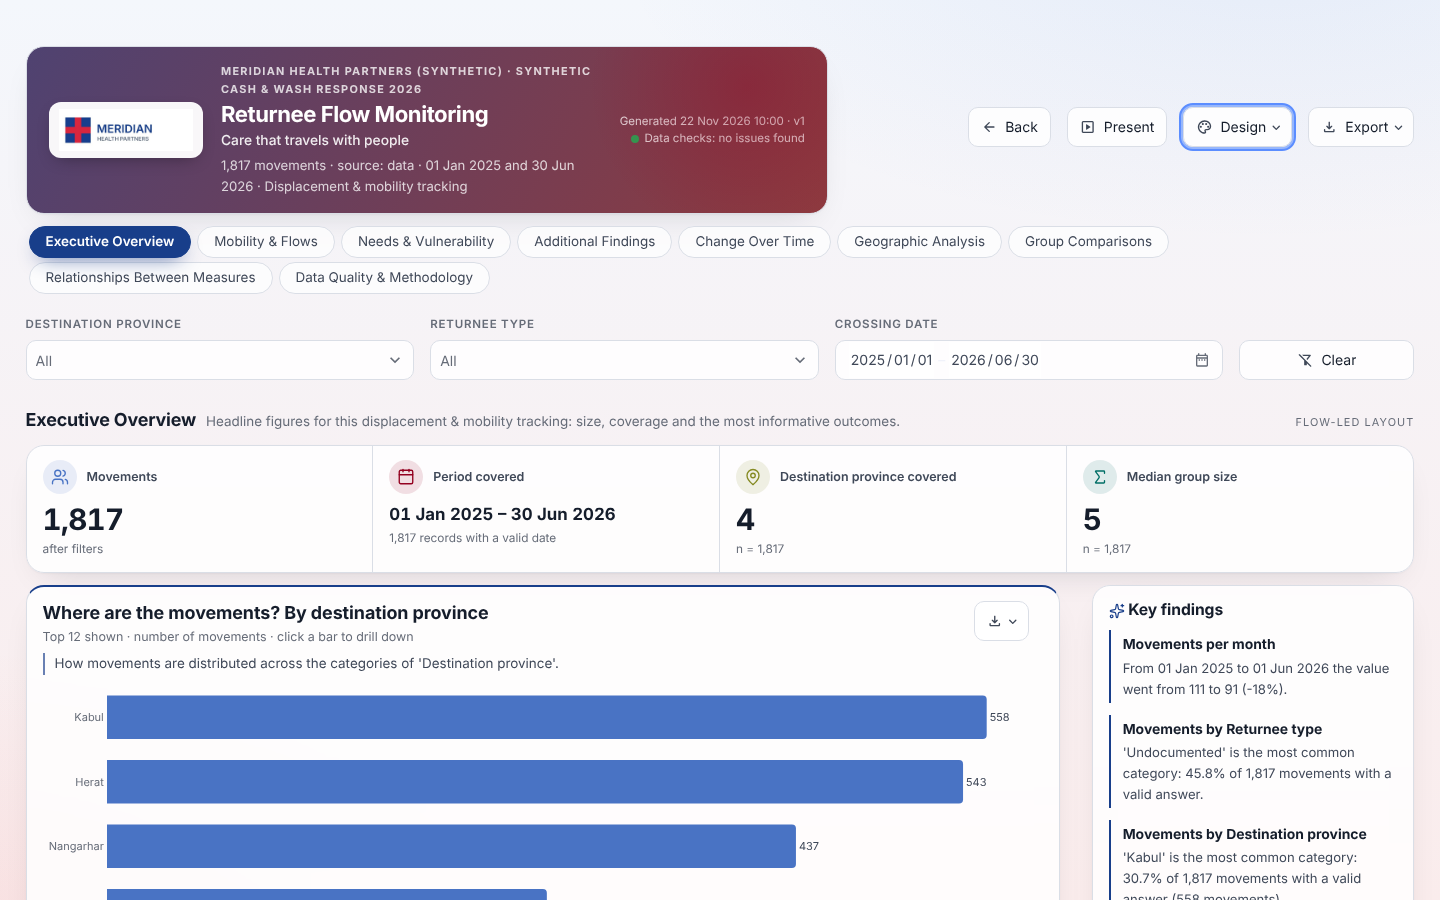 MERIDIAN
HEALTH PARTNERS
MERIDIAN HEALTH PARTNERS (SYNTHETIC) · SYNTHETIC
CASH & WASH RESPONSE 2026
Returnee Flow Monitoring
Care that travels with people
1,817 movements · source: data · 01 Jan 2025 and 30 Jun
2026 · Displacement & mobility tracking
Generated 22 Nov 2026 10:00 · v1
Data checks: no issues found
Back
Present
Design
Export
Executive Overview
Mobility & Flows
Needs & Vulnerability
Additional Findings
Change Over Time
Geographic Analysis
Group Comparisons
Relationships Between Measures
Data Quality & Methodology
DESTINATION PROVINCE
All
RETURNEE TYPE
All
CROSSING DATE
2025/01/01 – 2026/06/30
Clear
Executive Overview
Headline figures for this displacement & mobility tracking: size, coverage and the most informative outcomes.
FLOW-LED LAYOUT
Movements
1,817
after filters
Period covered
01 Jan 2025 – 30 Jun 2026
1,817 records with a valid date
Destination province covered
4
n = 1,817
Median group size
5
n = 1,817
Where are the movements? By destination province
Top 12 shown · number of movements · click a bar to drill down
How movements are distributed across the categories of 'Destination province'.
Kabul
558
Herat
543
Nangarhar
437
Key findings
Movements per month
From 01 Jan 2025 to 01 Jun 2026 the value
went from 111 to 91 (-18%).
Movements by Returnee type
'Undocumented' is the most common
category: 45.8% of 1,817 movements with a
valid answer.
Movements by Destination province
'Kabul' is the most common category:
30.7% of 1,817 movements with a valid
answer (558 movements).